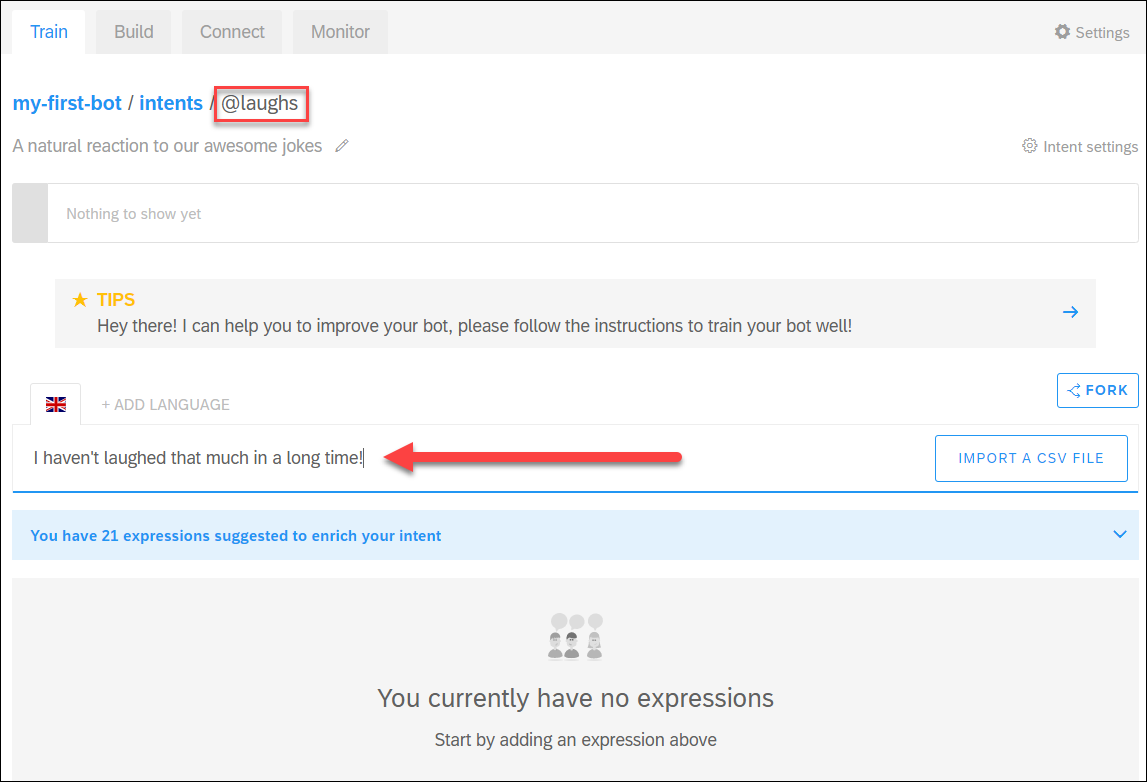 Train Build Connect Monitor Settings
my-first-bot / intents / @laughs
A natural reaction to our awesome jokes Intent settings
Nothing to show yet
TIPS
Hey there! I can help you to improve your bot, please follow the instructions to train your bot well!
+ ADD LANGUAGE FORK
I haven't laughed that much in a long time! IMPORT A CSV FILE
You have 21 expressions suggested to enrich your intent
You currently have no expressions
Start by adding an expression above